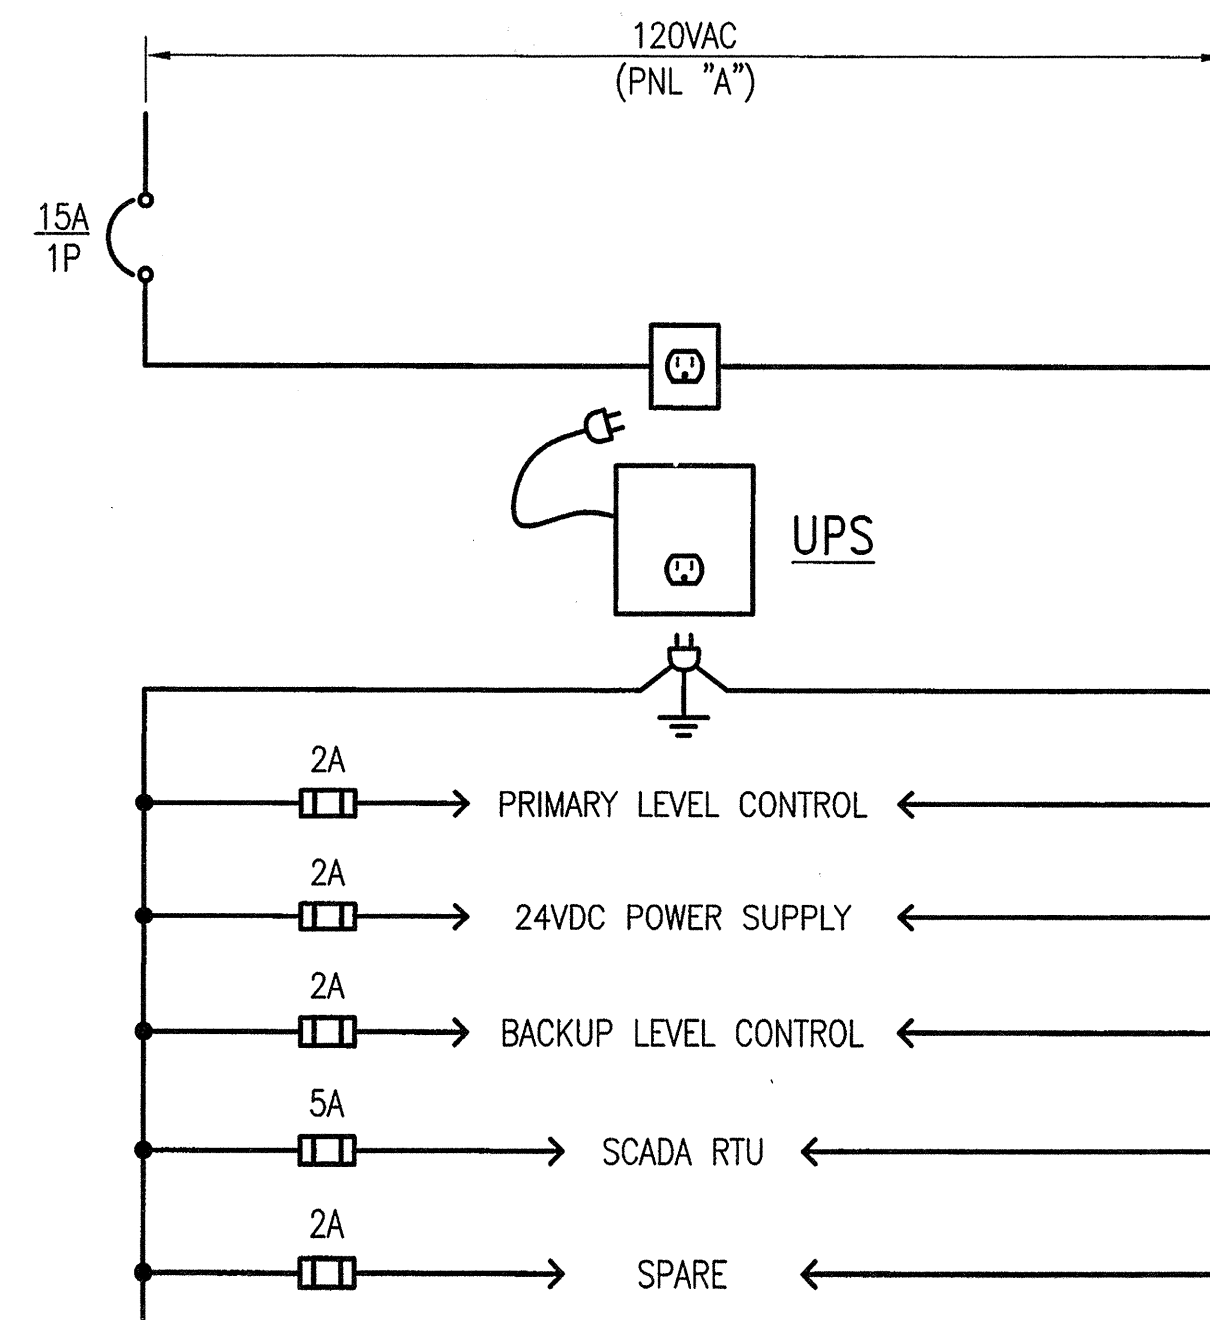 120VAC
(PNL "A")
15A
1P
UPS
2A
PRIMARY LEVEL CONTROL
2A
24VDC POWER SUPPLY
2A
BACKUP LEVEL CONTROL
5A
SCADA RTU
2A
SPARE